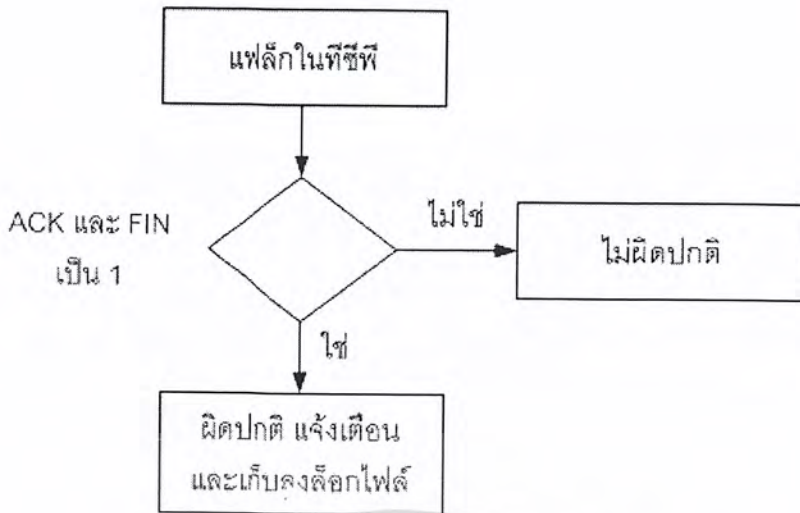 แฟล็กในทีซีพี
ACK และ FIN
เป็น 1
ไม่ใช่
ไม่ผิดปกติ
ใช่
ผิดปกติ แจ้งเตือน
และเก็บลงล็อกไฟล์